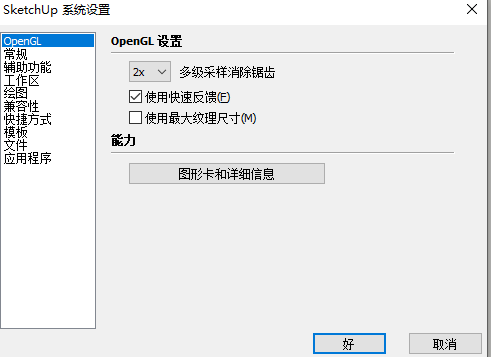 SketchUp 系统设置
OpenGL
常规
辅助功能
工作区
绘图
兼容性
快捷方式
模板
文件
应用程序
OpenGL 设置
2x 多级采样消除锯齿
使用快速反馈(F)
使用最大纹理尺寸(M)
能力
图形卡和详细信息
好 取消